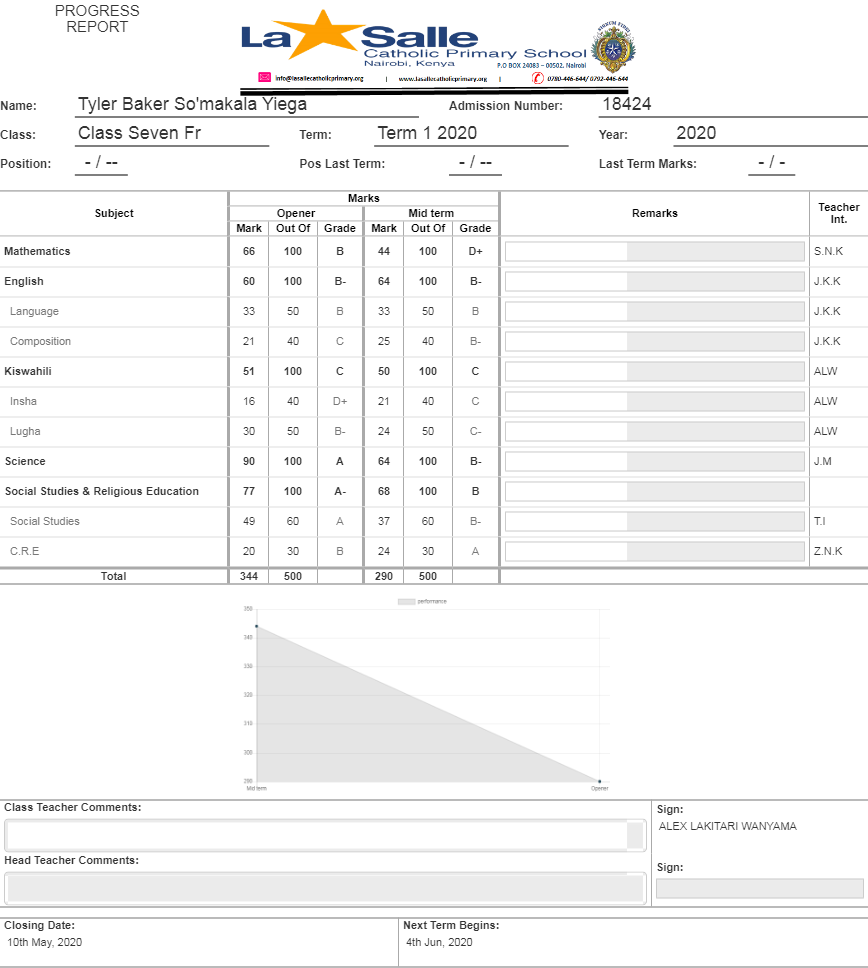 PROGRESS
REPORT
La Salle
Catholic Primary School
Nairobi, Kenya
P.O BOX 24083 – 00502. Nairobi
info@lasallecatholicprimary.org | www.lasallecatholicprimary.org | 0780-446-644/ 0792-446-644
Name: Tyler Baker So'makala Yiega Admission Number: 18424
Class: Class Seven Fr Term: Term 1 2020 Year: 2020
Position: - / -- Pos Last Term: - / -- Last Term Marks: - / -
Subject Marks Remarks Teacher Int.
Opener Mid term
Mark Out Of Grade Mark Out Of Grade
Mathematics 66 100 B 44 100 D+ S.N.K
English 60 100 B- 64 100 B- J.K.K
Language 33 50 B 33 50 B J.K.K
Composition 21 40 C 25 40 B- J.K.K
Kiswahili 51 100 C 50 100 C ALW
Insha 16 40 D+ 21 40 C ALW
Lugha 30 50 B- 24 50 C- ALW
Science 90 100 A 64 100 B- J.M
Social Studies & Religious Education 77 100 A- 68 100 B
Social Studies 49 60 A 37 60 B- T.I
C.R.E 20 30 B 24 30 A Z.N.K
Total 344 500 290 500
performance
350
340
330
320
310
300
290
Mid term Opener
Class Teacher Comments: Sign:
ALEX LAKITARI WANYAMA
Head Teacher Comments: Sign:
Closing Date: Next Term Begins:
10th May, 2020 4th Jun, 2020